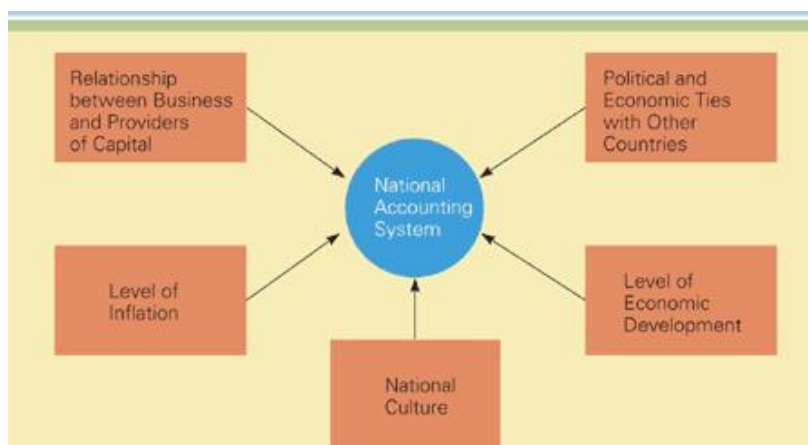 Relationship
between Business
and Providers
of Capital
Political and
Economic Ties
with Other
Countries
National
Accounting
System
Level of
Inflation
Level of
Economic
Development
National
Culture